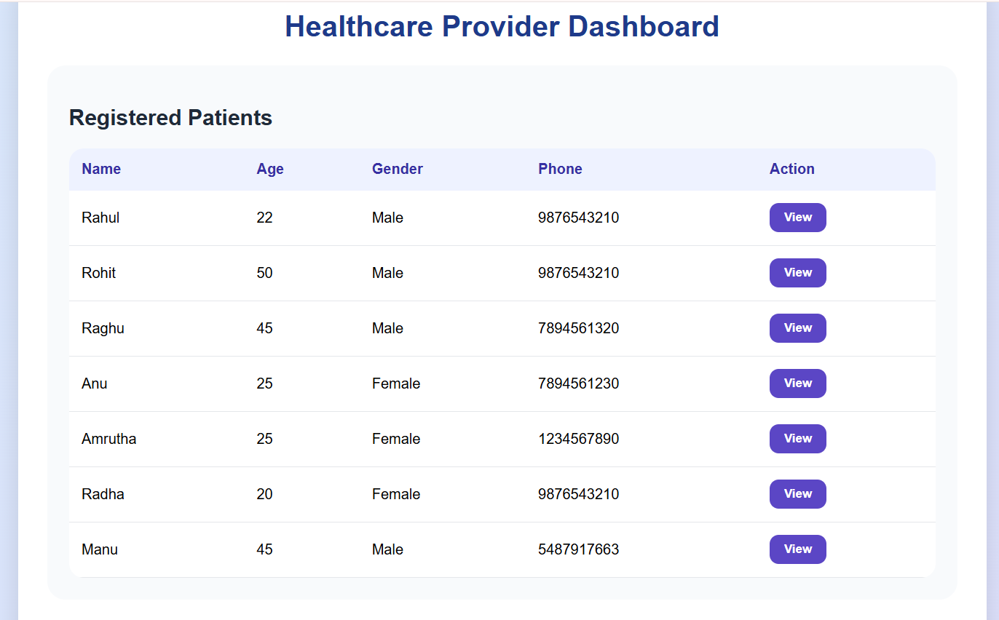 Healthcare Provider Dashboard
Registered Patients
Name Age Gender Phone Action
Rahul 22 Male 9876543210 View
Rohit 50 Male 9876543210 View
Raghu 45 Male 7894561320 View
Anu 25 Female 7894561230 View
Amrutha 25 Female 1234567890 View
Radha 20 Female 9876543210 View
Manu 45 Male 5487917663 View